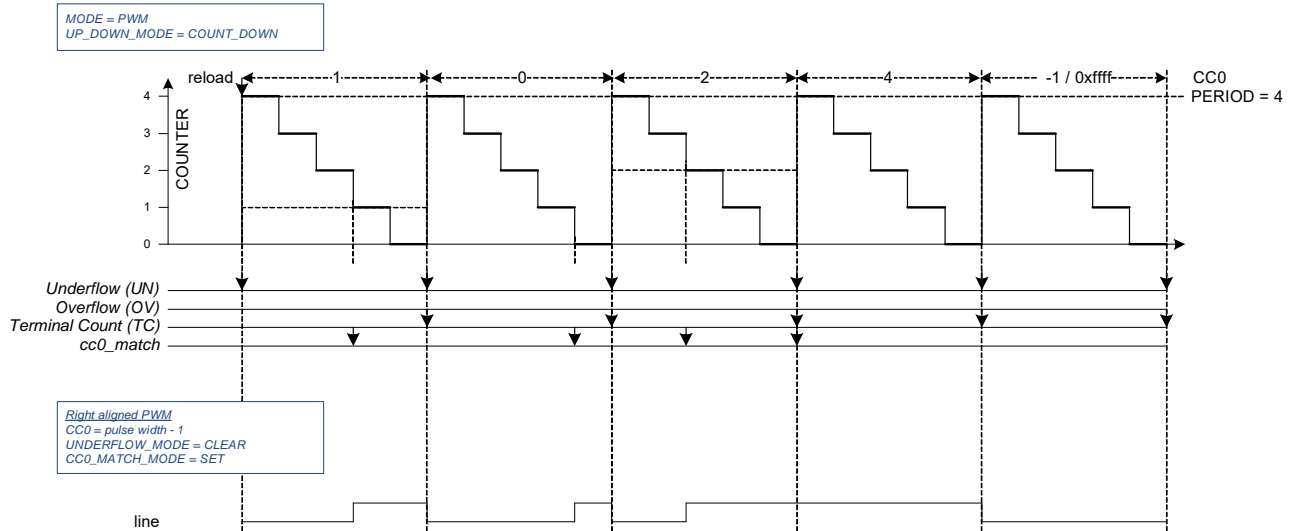 MODE = PWM
UP_DOWN_MODE = COUNT_DOWN
reload 1 0 2 4 -1 / 0xffff CC0
4 PERIOD = 4
3
2
1
0
COUNTER
Underflow (UN)
Overflow (OV)
Terminal Count (TC)
cc0_match
Right aligned PWM
CC0 = pulse width - 1
UNDERFLOW_MODE = CLEAR
CC0_MATCH_MODE = SET
line